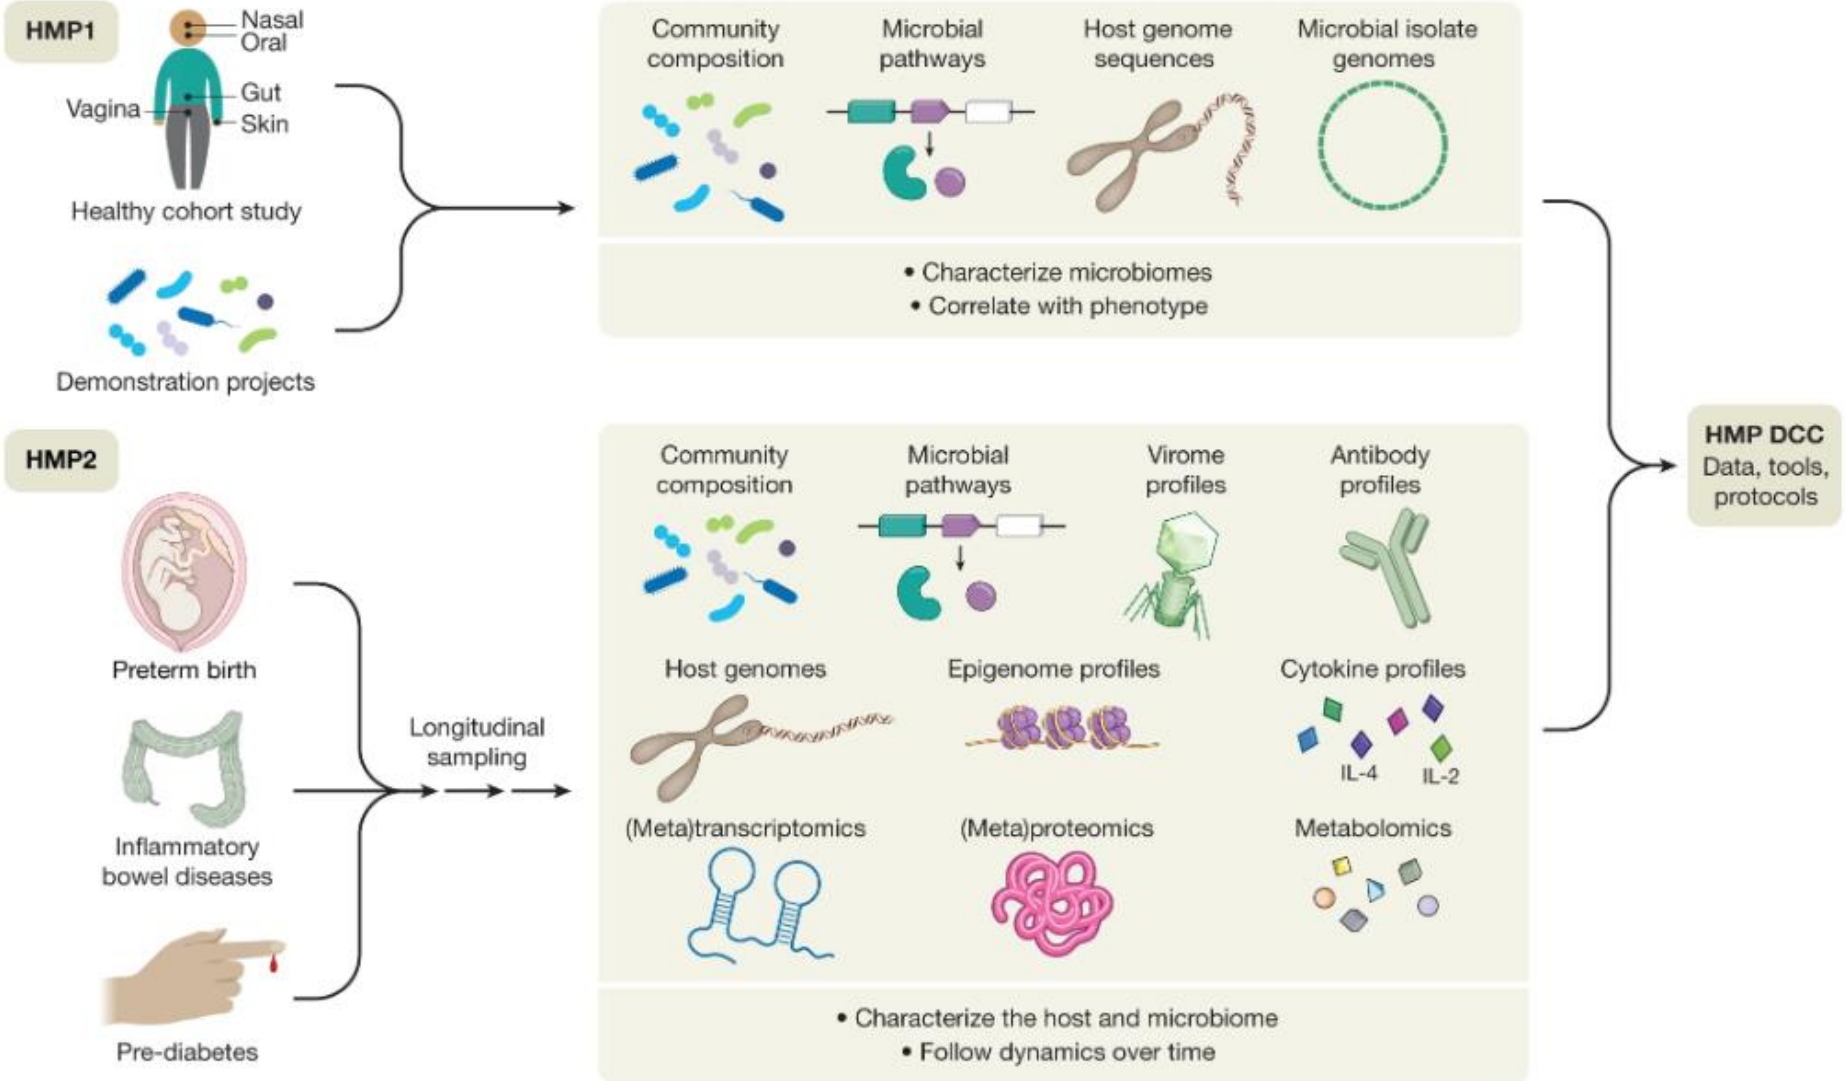 HMP1
Nasal
Oral
Gut
Vagina
Skin
Healthy cohort study
Demonstration projects
Community
composition
Microbial
pathways
Host genome
sequences
Microbial isolate
genomes
• Characterize microbiomes
• Correlate with phenotype
HMP2
Preterm birth
Inflammatory
bowel diseases
Pre-diabetes
Longitudinal
sampling
Community
composition
Microbial
pathways
Virome
profiles
Antibody
profiles
Host genomes
Epigenome profiles
Cytokine profiles
IL-4
IL-2
(Meta)transcriptomics
(Meta)proteomics
Metabolomics
• Characterize the host and microbiome
• Follow dynamics over time
HMP DCC
Data, tools,
protocols